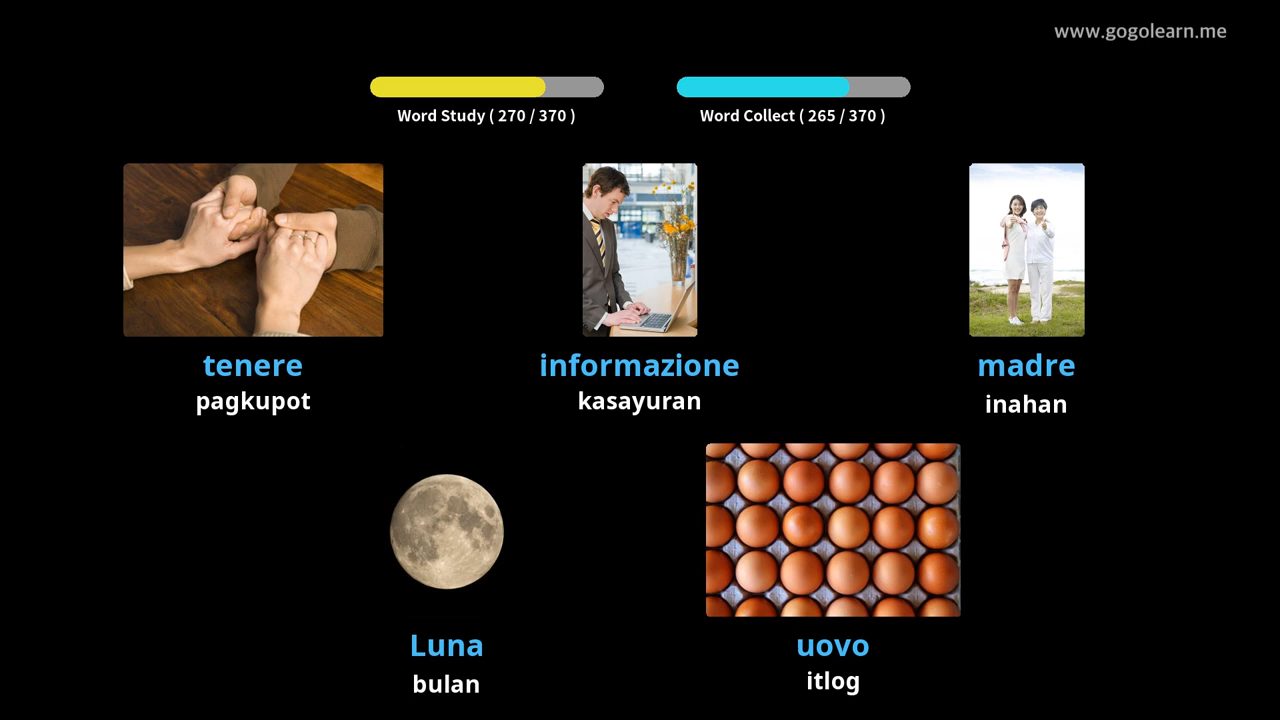 www.gogolearn.me
Word Study ( 270 / 370 )
Word Collect ( 265 / 370 )
tenere
pagkupot
informazione
kasayuran
madre
inahan
Luna
bulan
uovo
itlog